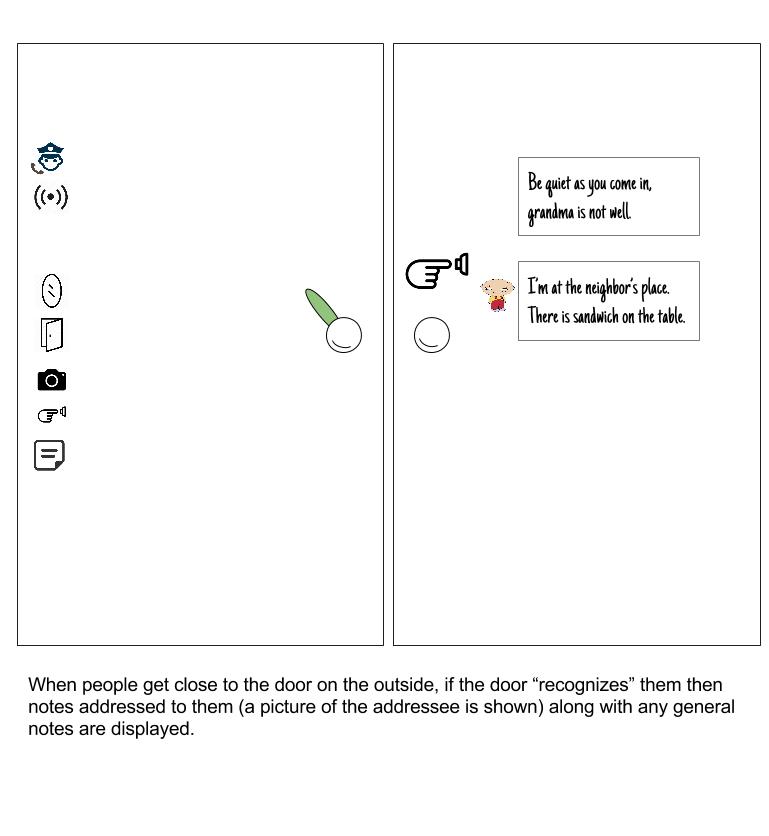 Be quiet as you come in,
grandma is not well.
I'm at the neighbor's place.
There is sandwich on the table.
When people get close to the door on the outside, if the door “recognizes” them then
notes addressed to them (a picture of the addressee is shown) along with any general
notes are displayed.